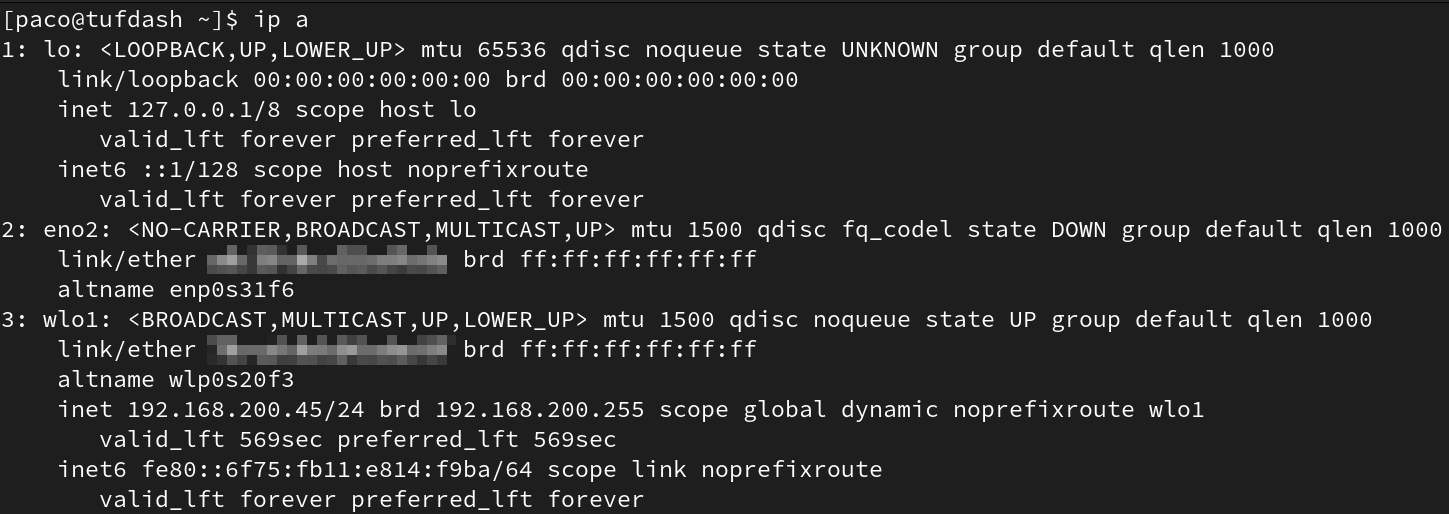 [paco@tufdash ~]$ ip a
1: lo: <LOOPBACK,UP,LOWER_UP> mtu 65536 qdisc noqueue state UNKNOWN group default qlen 1000
    link/loopback 00:00:00:00:00:00 brd 00:00:00:00:00:00
    inet 127.0.0.1/8 scope host lo
       valid_lft forever preferred_lft forever
    inet6 ::1/128 scope host noprefixroute
       valid_lft forever preferred_lft forever
2: eno2: <NO-CARRIER,BROADCAST,MULTICAST,UP> mtu 1500 qdisc fq_codel state DOWN group default qlen 1000
    link/ether brd ff:ff:ff:ff:ff:ff
    altname enp0s31f6
3: wlo1: <BROADCAST,MULTICAST,UP,LOWER_UP> mtu 1500 qdisc noqueue state UP group default qlen 1000
    link/ether brd ff:ff:ff:ff:ff:ff
    altname wlp0s20f3
    inet 192.168.200.45/24 brd 192.168.200.255 scope global dynamic noprefixroute wlo1
       valid_lft 569sec preferred_lft 569sec
    inet6 fe80::6f75:fb11:e814:f9ba/64 scope link noprefixroute
       valid_lft forever preferred_lft forever